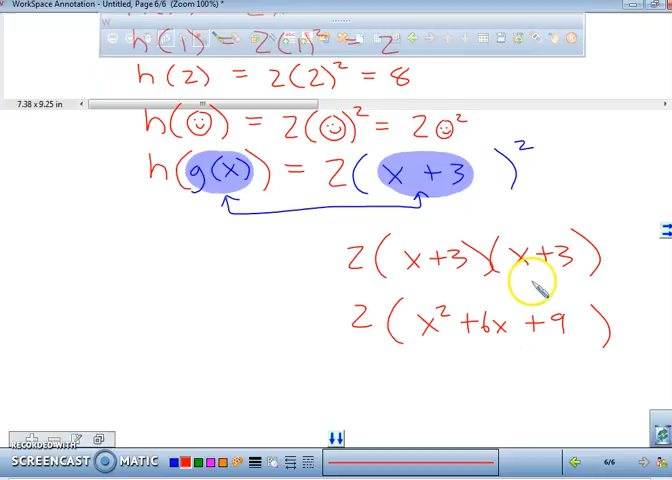 WorkSpace Annotation - Untitled, Page 6/6 (Zoom 100%) *
h(1) = 2(1)² = 2
h(2) = 2(2)² = 8
7.38 x 9.25 in
h(☺) = 2(☺)² = 2☺²
h(g(x)) = 2(x + 3)²
2(x+3)(x+3)
2(x² + 6x + 9)
RECORDED WITH
SCREENCAST MATIC
6/6